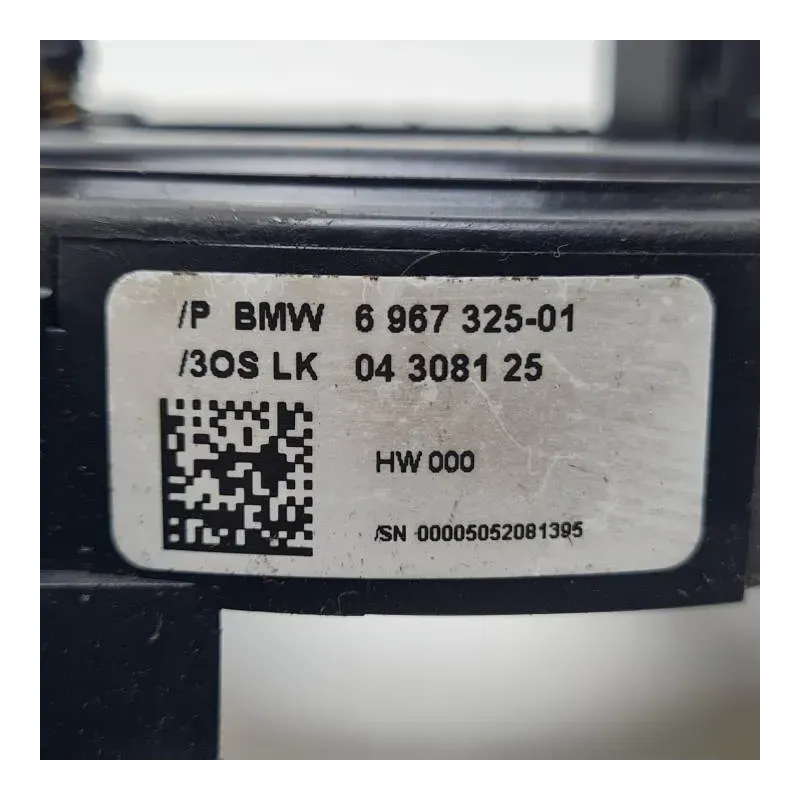 /P BMW 6 967 325-01
/3OS LK 04 3081 25
HW 000
/SN 00005052081395